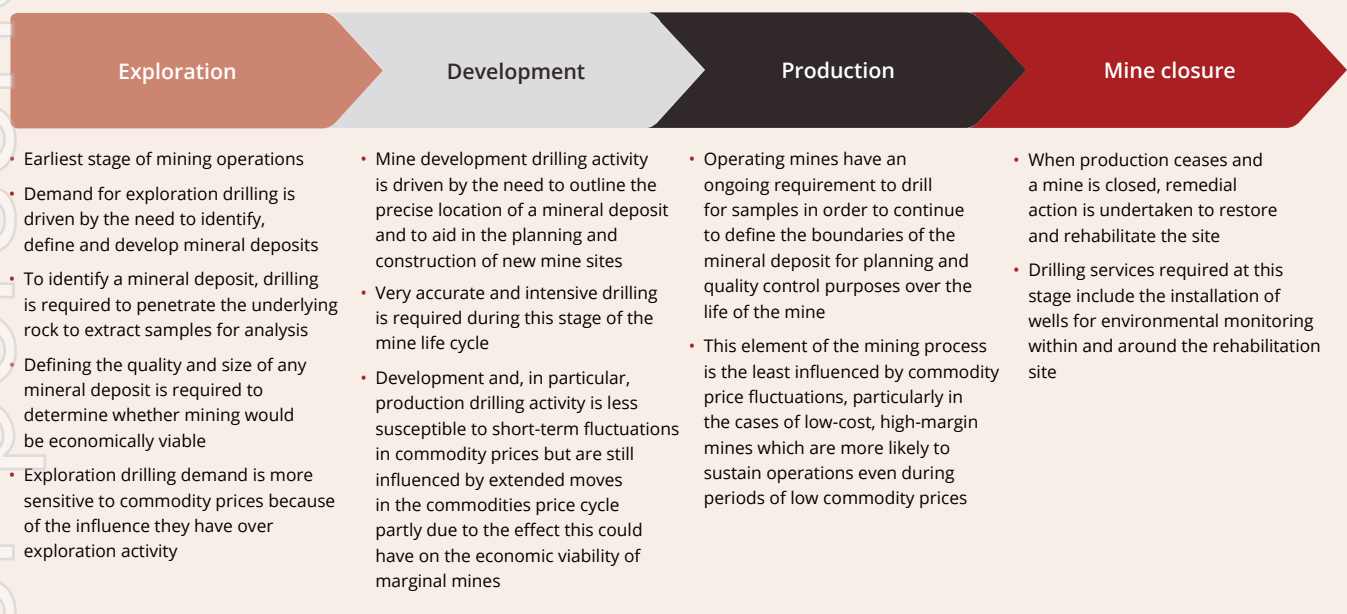 Exploration
Development
Production
Mine closure
• Earliest stage of mining operations
• Demand for exploration drilling is
driven by the need to identify,
define and develop mineral deposits
• To identify a mineral deposit, drilling
is required to penetrate the underlying
rock to extract samples for analysis
• Defining the quality and size of any
mineral deposit is required to
determine whether mining would
be economically viable
• Exploration drilling demand is more
sensitive to commodity prices because
of the influence they have over
exploration activity
• Mine development drilling activity
is driven by the need to outline the
precise location of a mineral deposit
and to aid in the planning and
construction of new mine sites
• Very accurate and intensive drilling
is required during this stage of the
mine life cycle
• Development and, in particular,
production drilling activity is less
susceptible to short-term fluctuations
in commodity prices but are still
influenced by extended moves
in the commodities price cycle
partly due to the effect this could
have on the economic viability of
marginal mines
• Operating mines have an
ongoing requirement to drill
for samples in order to continue
to define the boundaries of the
mineral deposit for planning and
quality control purposes over the
life of the mine
• This element of the mining process
is the least influenced by commodity
price fluctuations, particularly in
the cases of low-cost, high-margin
mines which are more likely to
sustain operations even during
periods of low commodity prices
• When production ceases and
a mine is closed, remedial
action is undertaken to restore
and rehabilitate the site
• Drilling services required at this
stage include the installation of
wells for environmental monitoring
within and around the rehabilitation
site